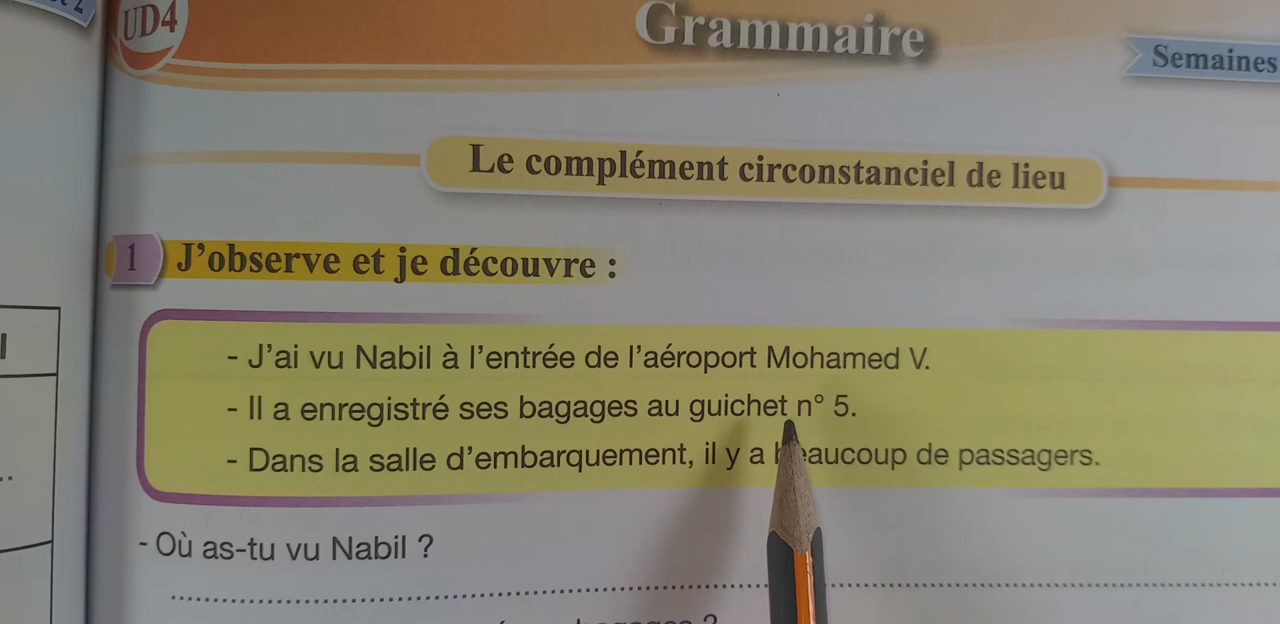 UD4
Grammaire
Semaines
Le complément circonstanciel de lieu
1 J'observe et je découvre :
- J'ai vu Nabil à l'entrée de l'aéroport Mohamed V.
- Il a enregistré ses bagages au guichet n° 5.
- Dans la salle d'embarquement, il y a beaucoup de passagers.
- Où as-tu vu Nabil ?
bagages ?